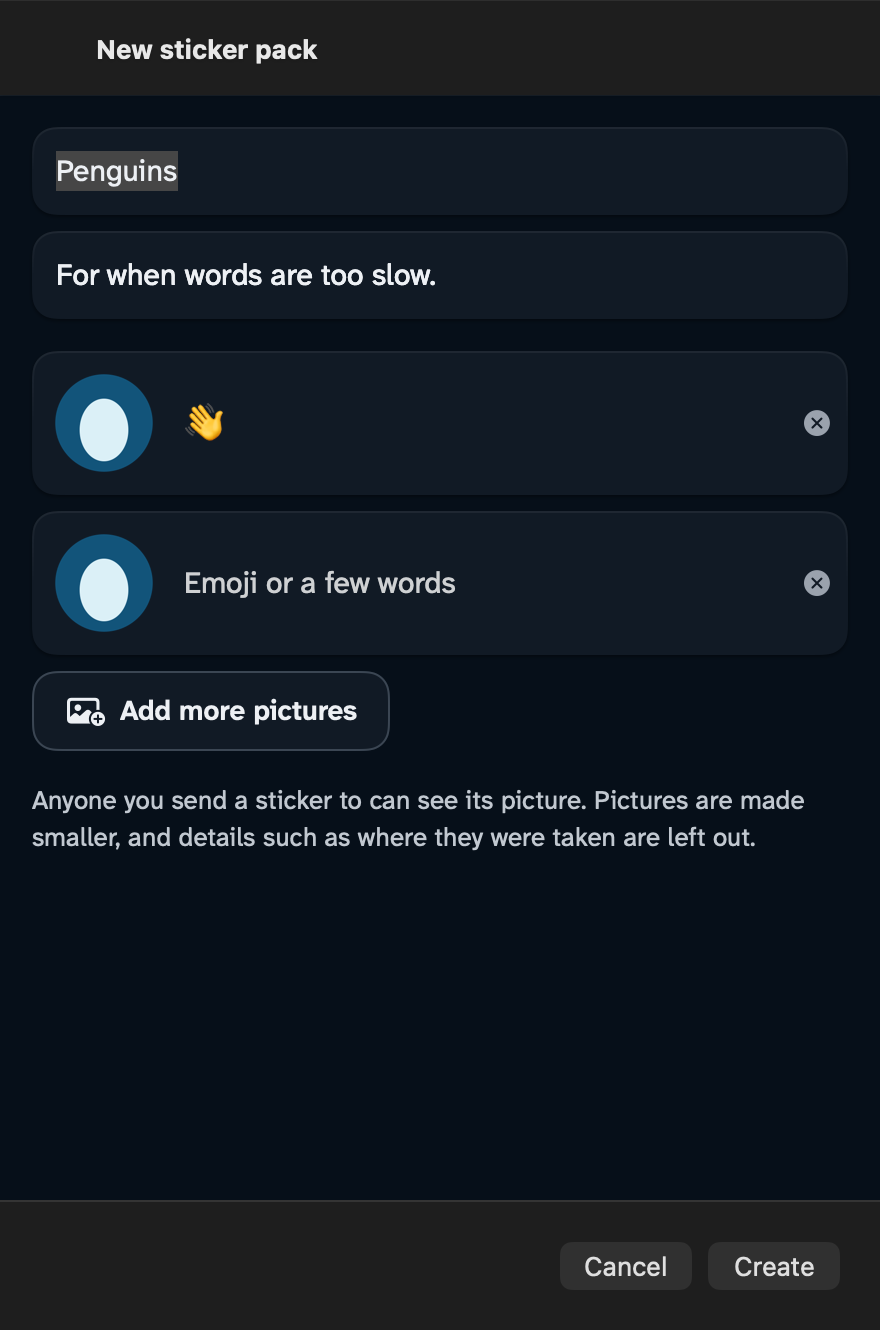 New sticker pack
Penguins
For when words are too slow.
👋
Emoji or a few words
Add more pictures
Anyone you send a sticker to can see its picture. Pictures are made
smaller, and details such as where they were taken are left out.
Cancel
Create